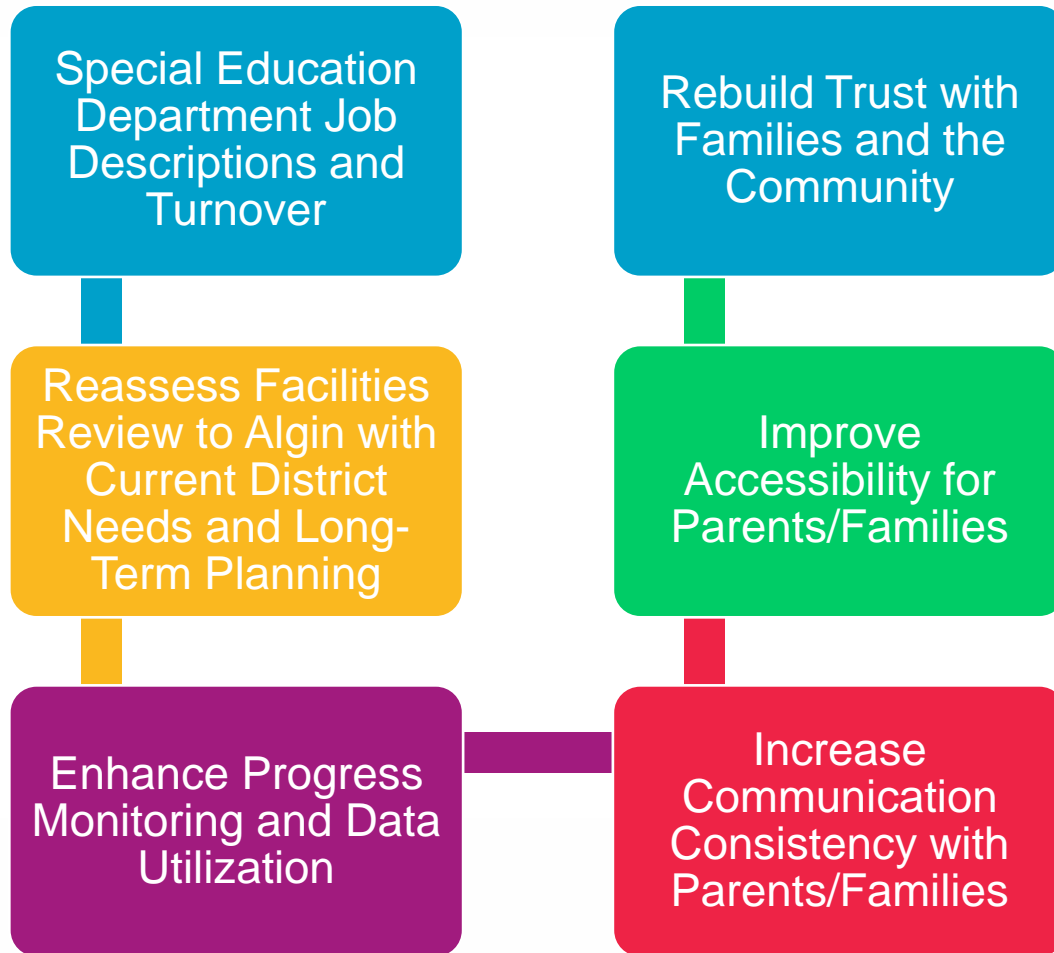 Special Education
Department Job
Descriptions and
Turnover
Reassess Facilities
Review to Algin with
Current District
Needs and Long-
Term Planning
Enhance Progress
Monitoring and Data
Utilization
Increase
Communication
Consistency with
Parents/Families
Improve
Accessibility for
Parents/Families
Rebuild Trust with
Families and the
Community